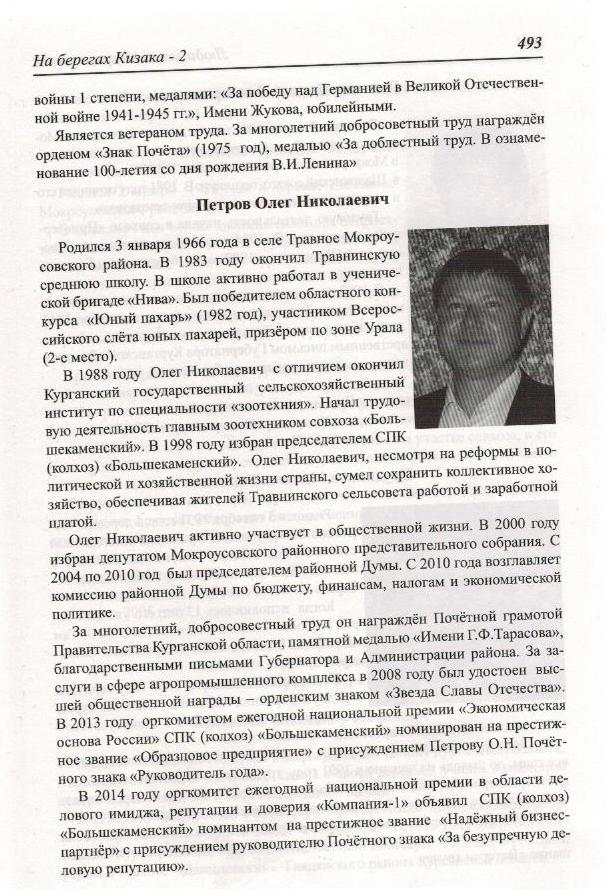 На берегах Кизака - 2
493
войны 1 степени, медалями: «За победу над Германией в Великой Отечествен-
ной войне 1941-1945 гг.», Имени Жукова, юбилейными.
Является ветераном труда. За многолетний добросоветный труд награждён
орденом «Знак Почёта» (1975 год), медалью «За доблестный труд. В ознаме-
нование 100-летия со дня рождения В.И.Ленина»
Петров Олег Николаевич
Родился 3 января 1966 года в селе Травное Мокроу-
совского района. В 1983 году окончил Травнинскую
среднюю школу. В школе активно работал в учениче-
ской бригаде «Нива». Был победителем областного кон-
курса «Юный пахарь» (1982 год), участником Всерос-
сийского слёта юных пахарей, призёром по зоне Урала
(2-е место).
В 1988 году Олег Николаевич с отличием окончил
Курганский государственный сельскохозяйственный
институт по специальности «зоотехния». Начал трудо-
вую деятельность главным зоотехником совхоза «Боль-
шекаменский». В 1998 году избран председателем СПК
(колхоз) «Большекаменский». Олег Николаевич, несмотря на реформы в по-
литической и хозяйственной жизни страны, сумел сохранить коллективное хо-
зяйство, обеспечивая жителей Травнинского сельсовета работой и заработной
платой.
Олег Николаевич активно участвует в общественной жизни. В 2000 году
избран депутатом Мокроусовского районного представительного собрания. С
2004 по 2010 год был председателем районной Думы. С 2010 года возглавляет
комиссию районной Думы по бюджету, финансам, налогам и экономической
политике.
За многолетний, добросовестный труд он награждён Почётной грамотой
Правительства Курганской области, памятной медалью «Имени Г.Ф.Тарасова»,
благодарственными письмами Губернатора и Администрации района. За за-
слуги в сфере агропромышленного комплекса в 2008 году был удостоен выс-
шей общественной награды – орденским знаком «Звезда Славы Отечества».
В 2013 году оргкомитетом ежегодной национальной премии «Экономическая
основа России» СПК (колхоз) «Большекаменский» номинирован на престиж-
ное звание «Образцовое предприятие» с присуждением Петрову О.Н. Почёт-
ного знака «Руководитель года».
В 2014 году оргкомитет ежегодной национальной премии в области де-
лового имиджа, репутации и доверия «Компания-1» объявил СПК (колхоз)
«Большекаменский» номинантом на престижное звание «Надёжный бизнес-
партнёр» с присуждением руководителю Почётного знака «За безупречную де-
ловую репутацию».